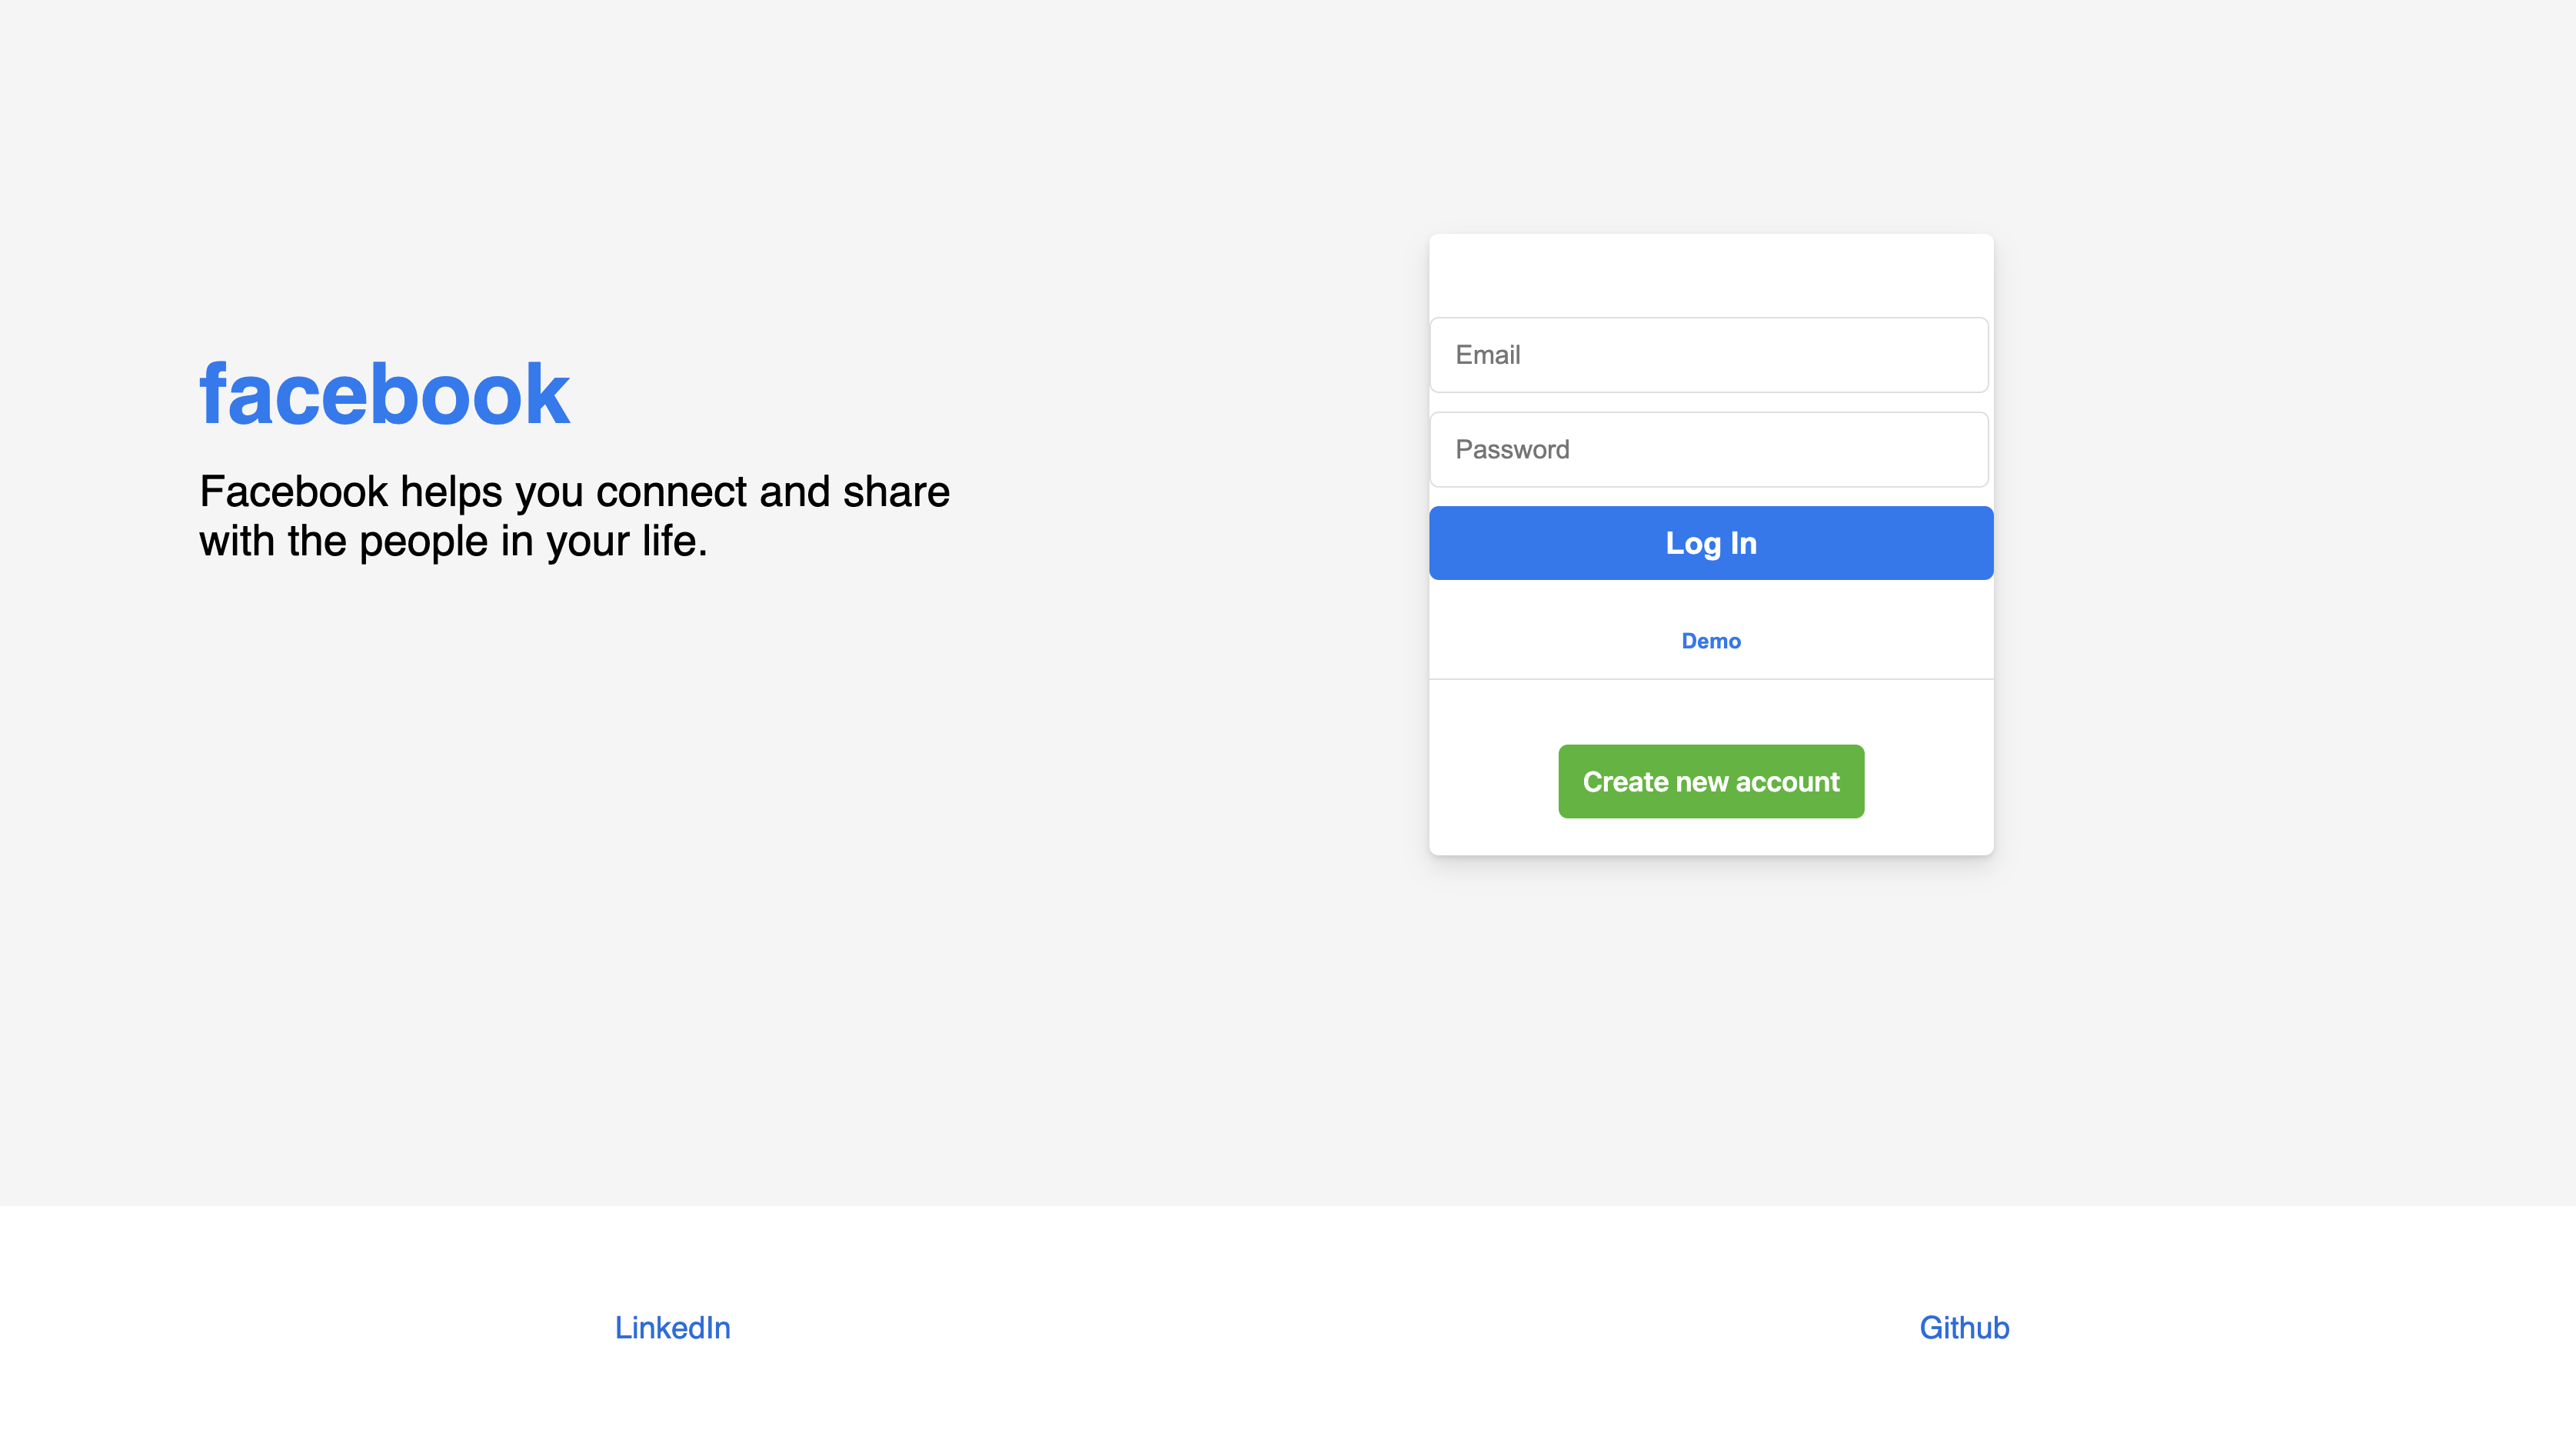 facebook
Facebook helps you connect and share
with the people in your life.
Email
Password
Log In
Demo
Create new account
LinkedIn
Github